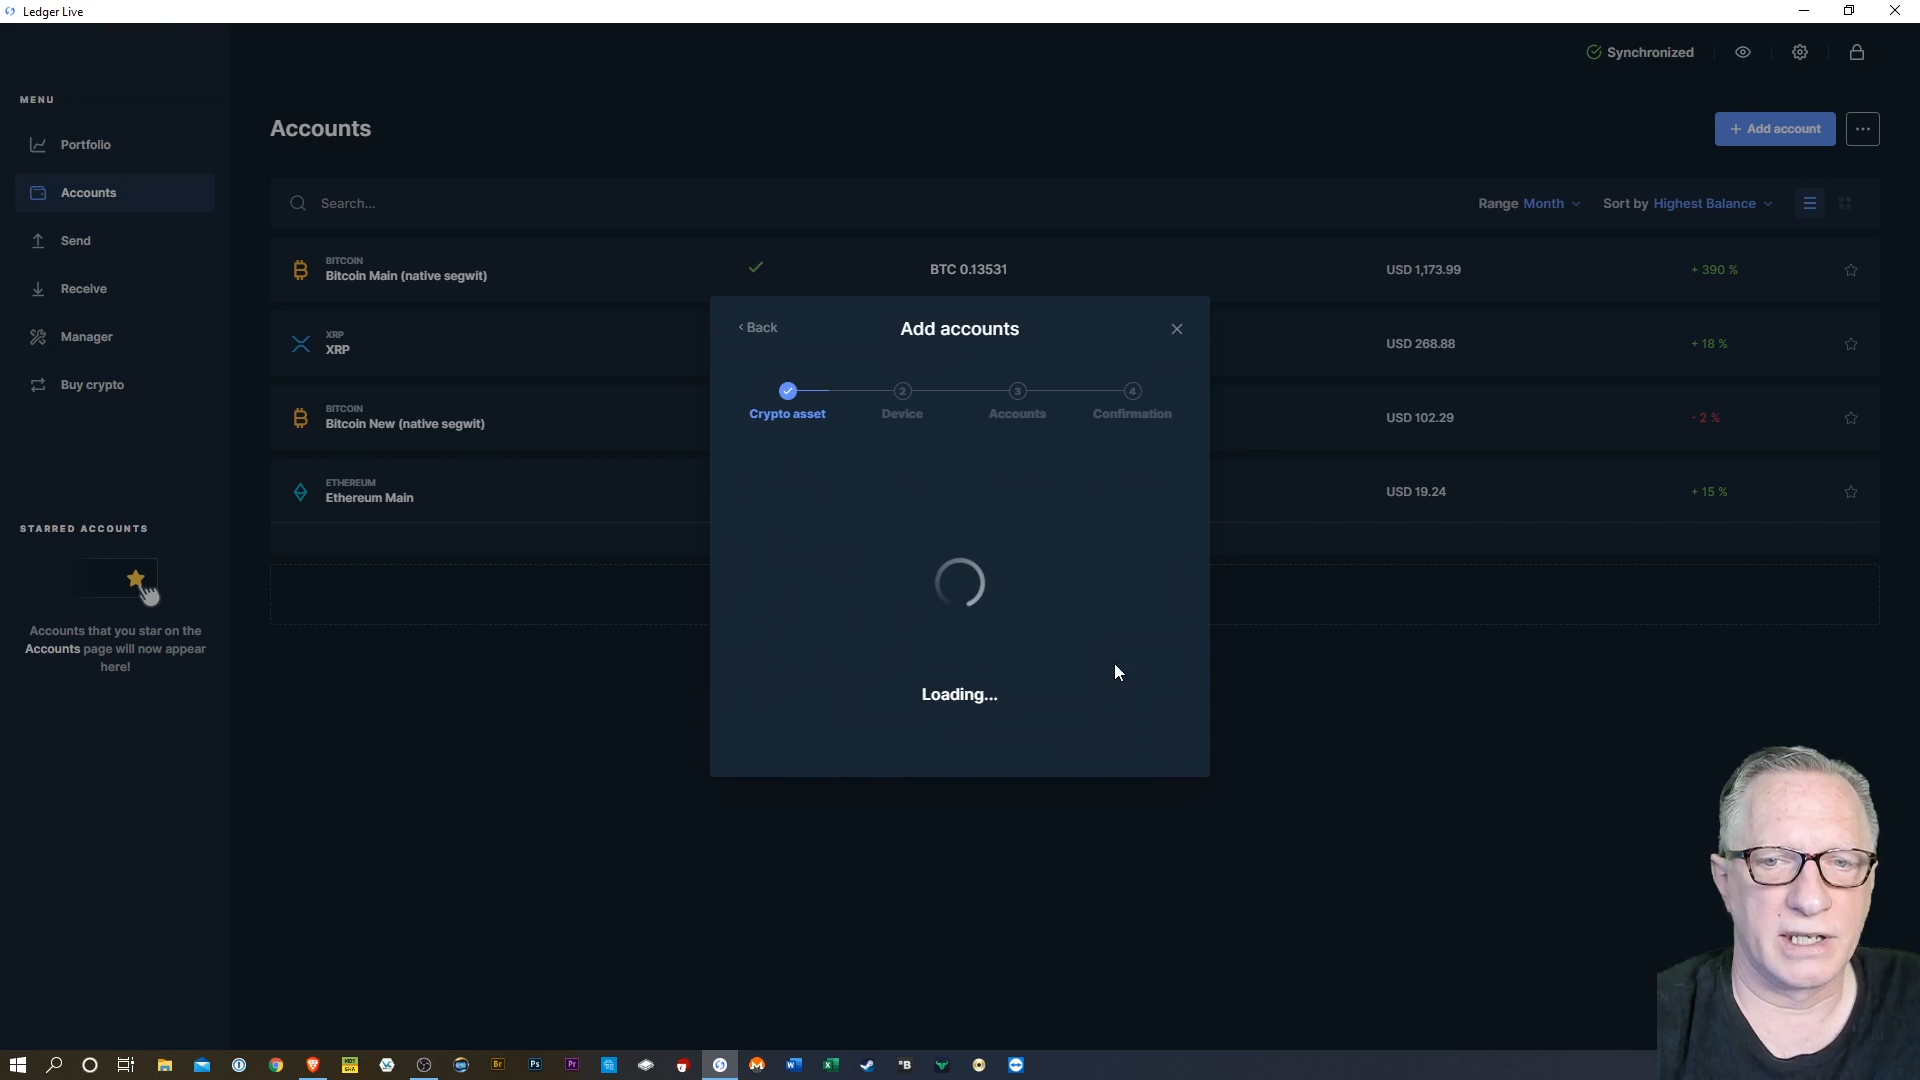 Ledger Live
Synchronized
MENU
Portfolio
Accounts
Send
Receive
Manager
Buy crypto
STARRED ACCOUNTS
Accounts that you star on the
Accounts page will now appear
here!
Accounts
+ Add account
Search...
Range Month
Sort by Highest Balance
BITCOIN
Bitcoin Main (native segwit)
BTC 0.13531
USD 1,173.99
+ 390 %
XRP
XRP
USD 268.88
+ 18 %
BITCOIN
Bitcoin New (native segwit)
USD 102.29
- 2 %
ETHEREUM
Ethereum Main
USD 19.24
+ 15 %
Back
Add accounts
2
3
4
Crypto asset
Device
Accounts
Confirmation
Loading...
Br
Ps
Pr